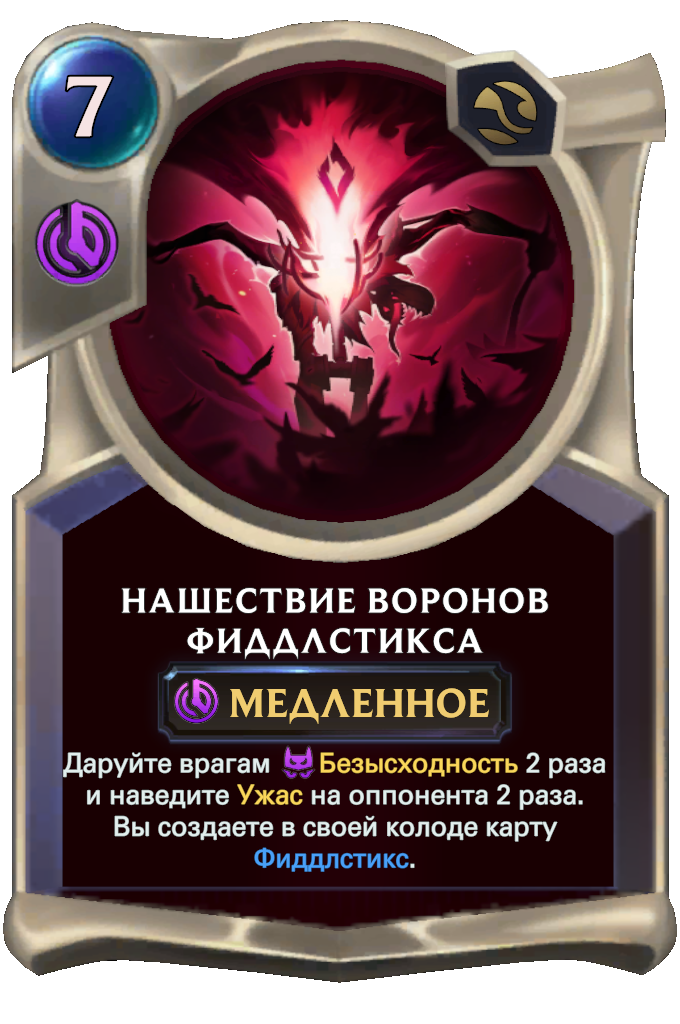 7
НАШЕСТВИЕ ВОРОНОВ
ФИДДЛСТИКСА
МЕДЛЕННОЕ
Даруйте врагам Безысходность 2 раза
и наведите Ужас на оппонента 2 раза.
Вы создаете в своей колоде карту
Фиддлстикс.